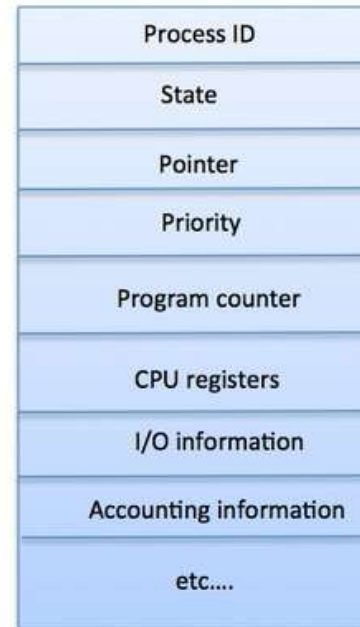 Process ID
State
Pointer
Priority
Program counter
CPU registers
I/O information
Accounting information
etc....